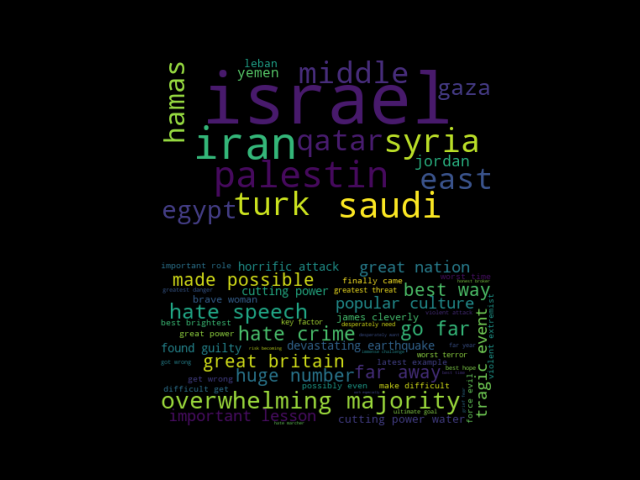 leban
yemen
middle
hamas
israel
gaza
iran
qatar
syria
jordan
palestin
east
egypt
turk
saudi
important role
horrific attack
great nation
made possible
finally came
cutting power
greatest threat
best way
brave woman
popular culture
hate speech
james cleverly
best brightest
key factor
desperately need
great power
hate crime
go far
found guilty
devastating earthquake
tragic event
violent extremist
great britain
latest example
worst terror
got wrong
huge number
far away
best hope
get wrong
possibly even
make difficult
difficult get
overwhelming majority
force evil
important lesson
ultimate goal
cutting power water